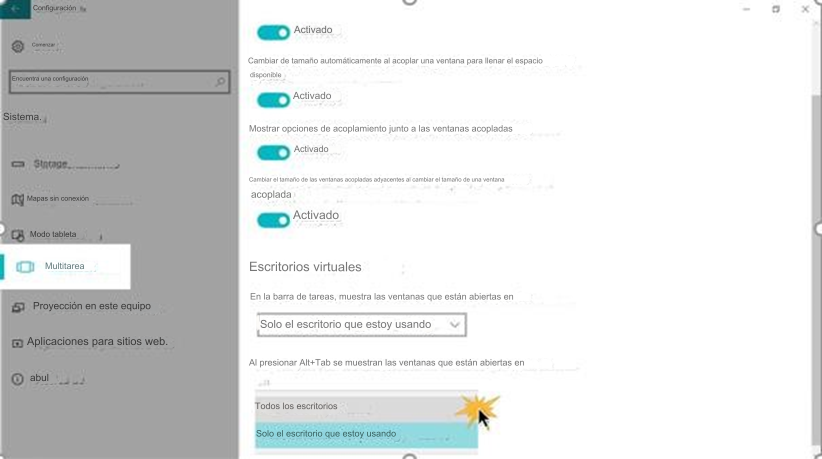 Configuración
Comenzar
Encuentra una configuración
Sistema.
Storage
Mapas sin conexión
Modo tableta
Multitarea
Proyección en este equipo
Aplicaciones para sitios web.
abul
Activado
Cambiar de tamaño automáticamente al acoplar una ventana para llenar el espacio
disponible
Activado
Mostrar opciones de acoplamiento junto a las ventanas acopladas
Activado
Cambiar el tamaño de las ventanas acopladas adyacentes al cambiar el tamaño de una ventana
acoplada
Activado
Escritorios virtuales
En la barra de tareas, muestra las ventanas que están abiertas en
Solo el escritorio que estoy usando
Al presionar Alt+Tab se muestran las ventanas que están abiertas en
Todos los escritorios
Solo el escritorio que estoy usando